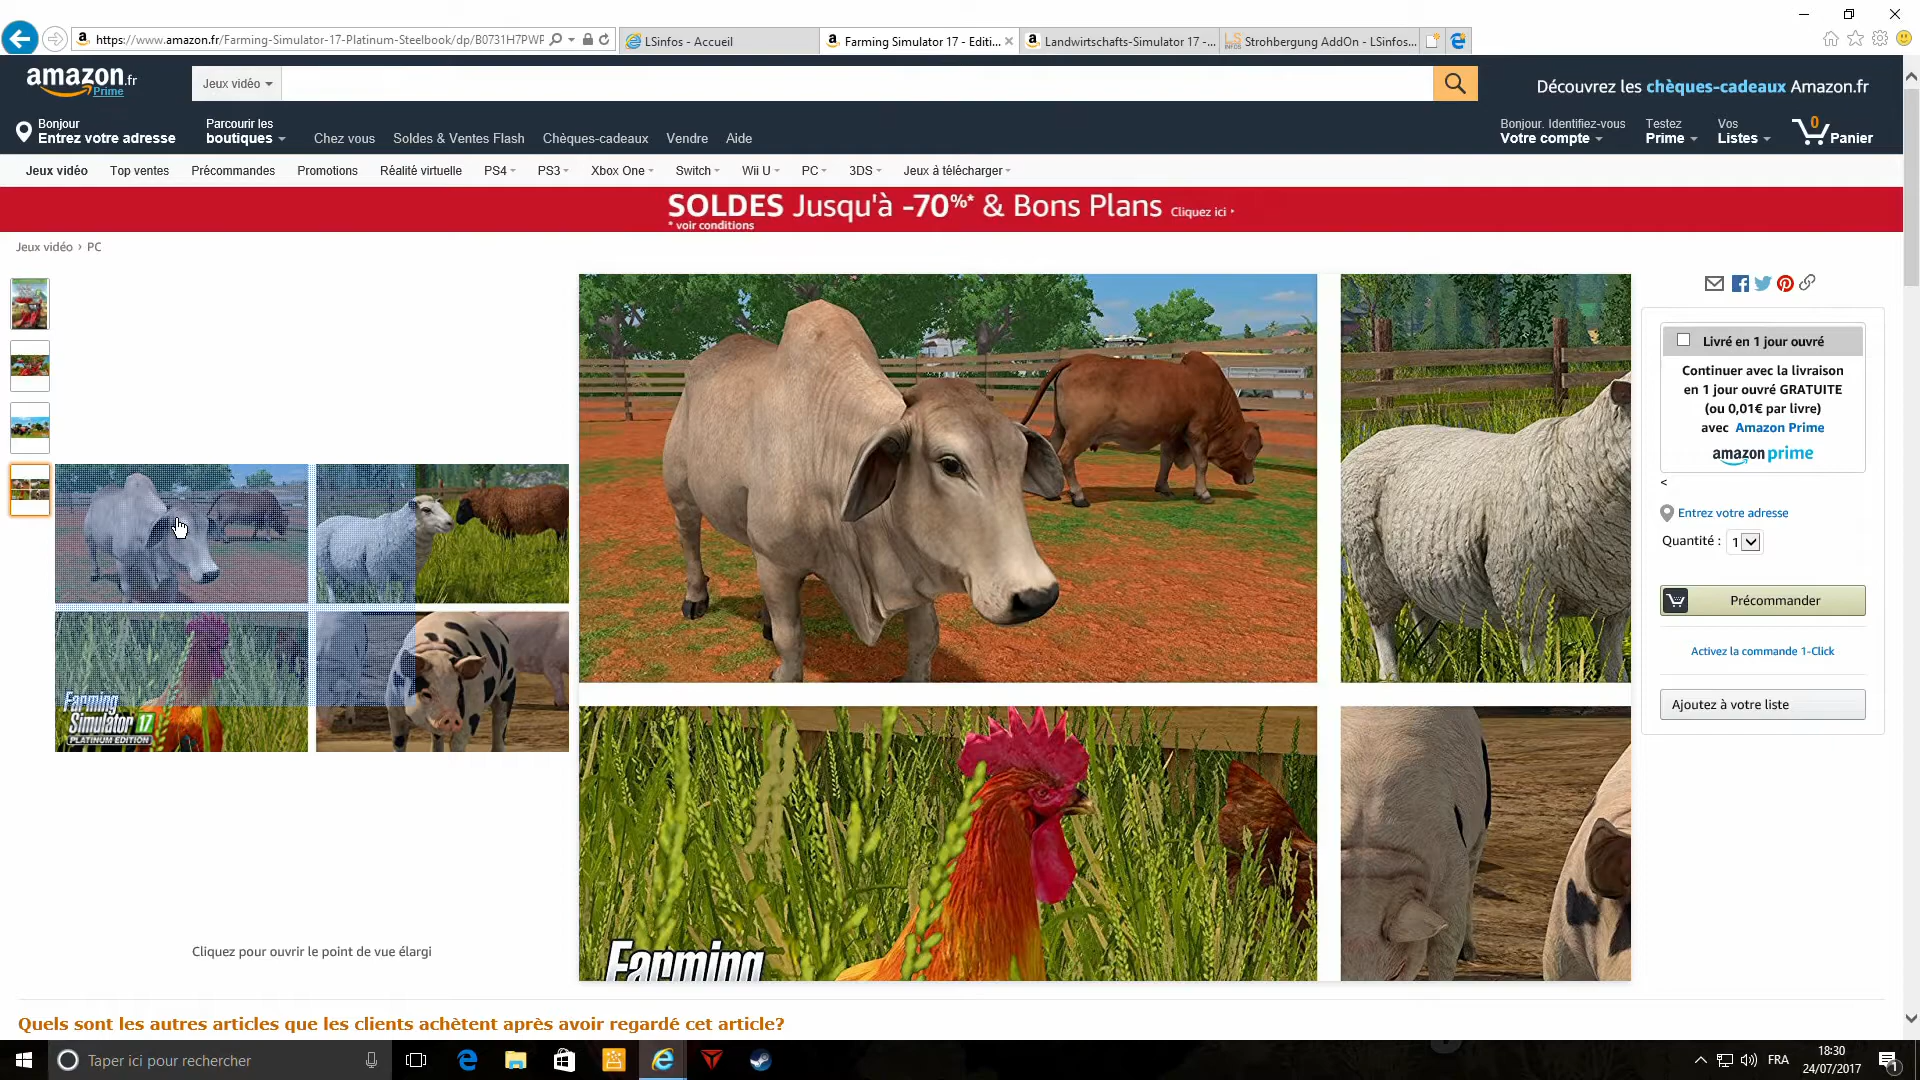 https://www.amazon.fr/Farming-Simulator-17-Platinum-Steelbook/dp/B0731H7PWF
LSinfos - Accueil
Farming Simulator 17 - Editi...
Landwirtschafts-Simulator 17 -...
Strohbergung AddOn - LSinfos...
amazon.fr
Prime
Jeux vidéo
Découvrez les chèques-cadeaux Amazon.fr
Bonjour
Entrez votre adresse
Parcourir les
boutiques
Chez vous
Soldes & Ventes Flash
Chèques-cadeaux
Vendre
Aide
Bonjour. Identifiez-vous
Votre compte
Testez
Prime
Vos
Listes
0
Panier
Jeux vidéo
Top ventes
Précommandes
Promotions
Réalité virtuelle
PS4
PS3
Xbox One
Switch
Wii U
PC
3DS
Jeux à télécharger
SOLDES Jusqu'à -70%* & Bons Plans Cliquez ici ›
* voir conditions
Jeux vidéo › PC
Farming
Simulator 17
PLATINUM EDITION
Farming
Cliquez pour ouvrir le point de vue élargi
Livré en 1 jour ouvré
Continuer avec la livraison
en 1 jour ouvré GRATUITE
(ou 0,01€ par livre)
avec Amazon Prime
amazon prime
<
Entrez votre adresse
Quantité : 1
Précommander
Activez la commande 1-Click
Ajoutez à votre liste
Quels sont les autres articles que les clients achètent après avoir regardé cet article?
Taper ici pour rechercher
FRA
18:30
24/07/2017
1